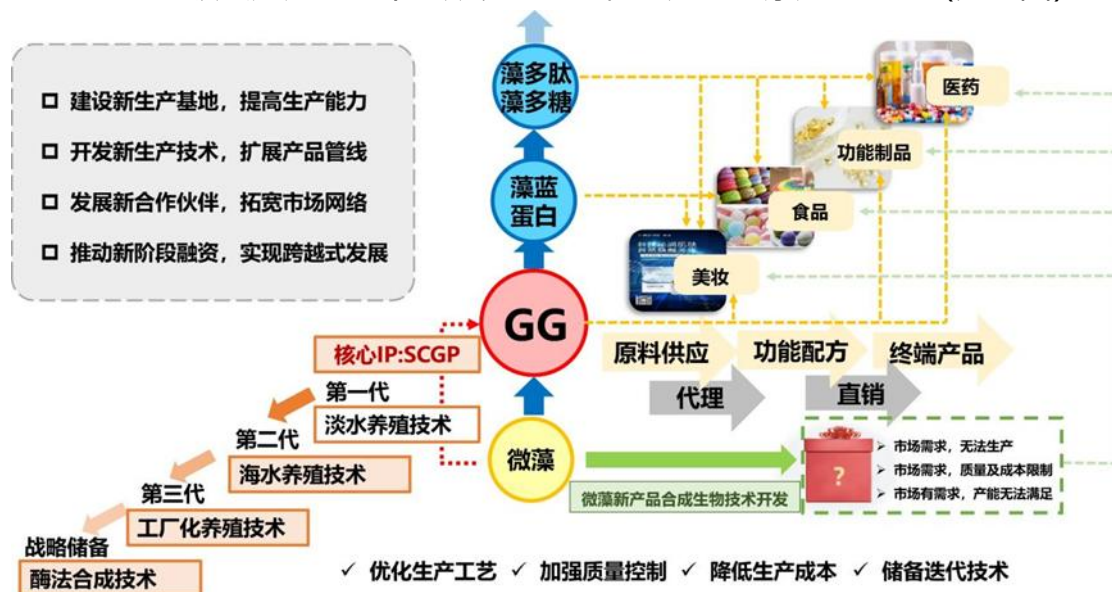 建设新生产基地，提高生产能力
开发新生产技术，扩展产品管线
发展新合作伙伴，拓宽市场网络
推动新阶段融资，实现跨越式发展
藻多肽
藻多糖
藻蓝
蛋白
GG
微藻
医药
功能制品
食品
美妆
核心IP:SCGP
第一代
淡水养殖技术
第二代
海水养殖技术
第三代
工厂化养殖技术
战略储备
酶法合成技术
原料供应
功能配方
终端产品
代理
直销
微藻新产品合成生物技术开发
?
➢ 市场需求，无法生产
➢ 市场需求，质量及成本限制
➢ 市场有需求，产能无法满足
✓ 优化生产工艺 ✓ 加强质量控制 ✓ 降低生产成本 ✓ 储备迭代技术